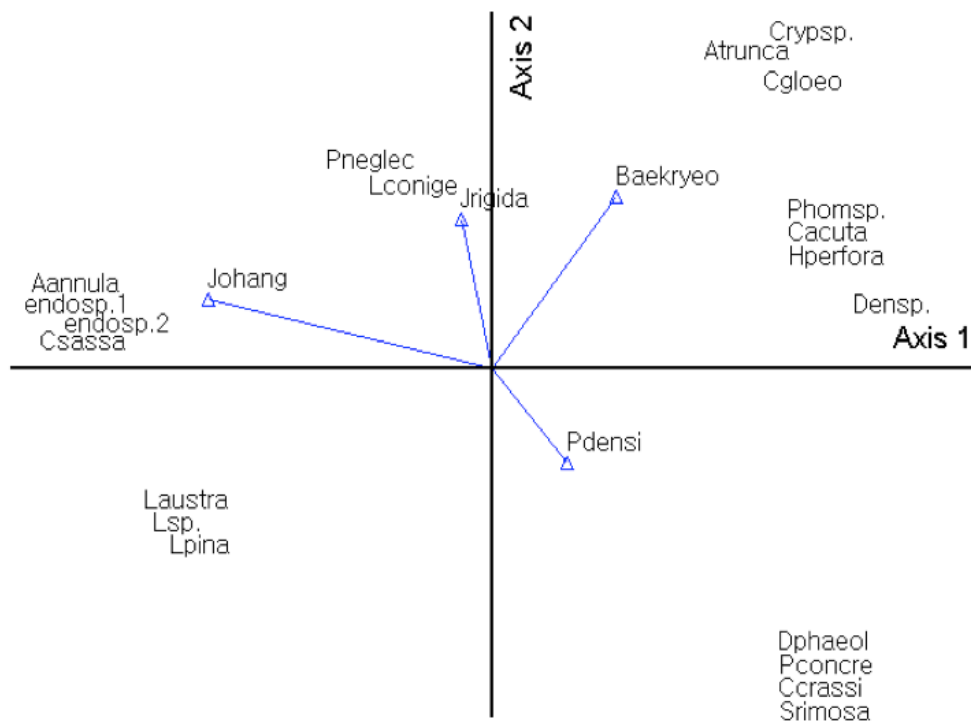 Crypsp.
Atrunca
Cgloeo
Axis 2
Pneglec
Lconige
Jrigida
Baekryeo
Phomsp.
Cacuta
Hperfora
Aannula
endosp.1
endosp.2
Csassa
Johang
Densp.
Axis 1
Pdensi
Laustra
Lsp.
Lpina
Dphaeol
Pconcre
Ccrassi
Srimosa